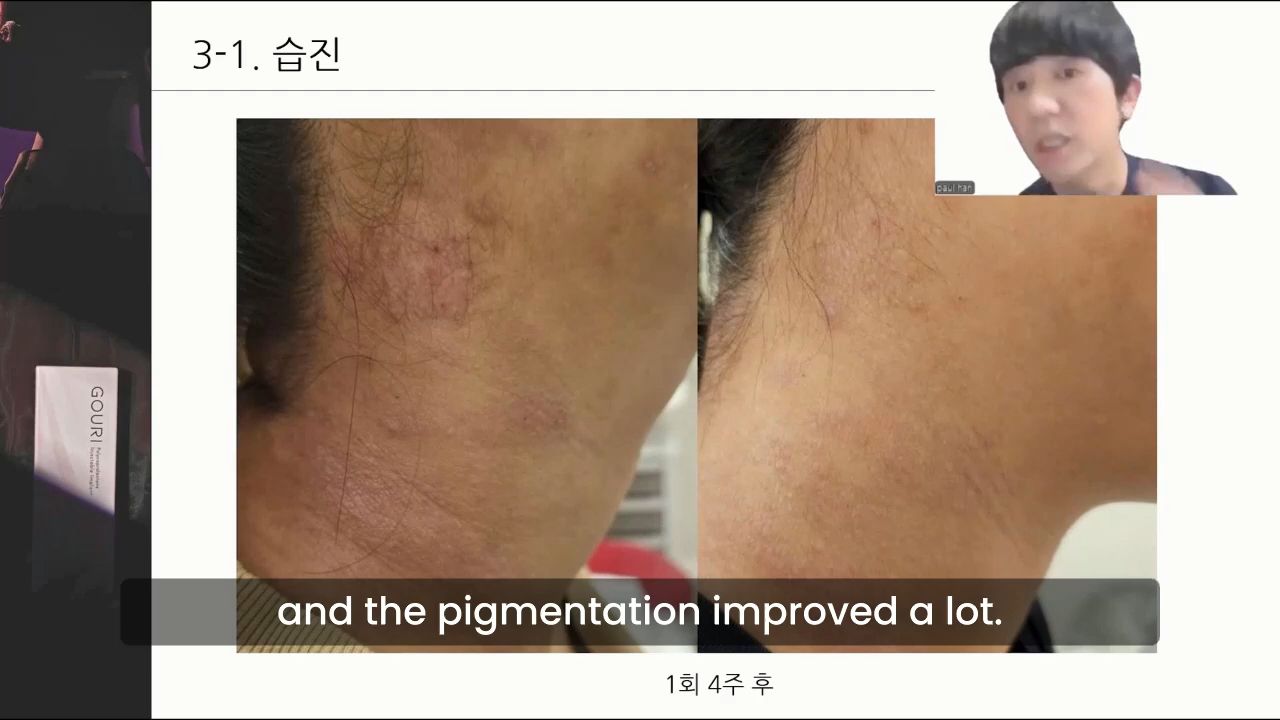 3-1. 습진
paul han
GOURI
and the pigmentation improved a lot.
1회 4주 후